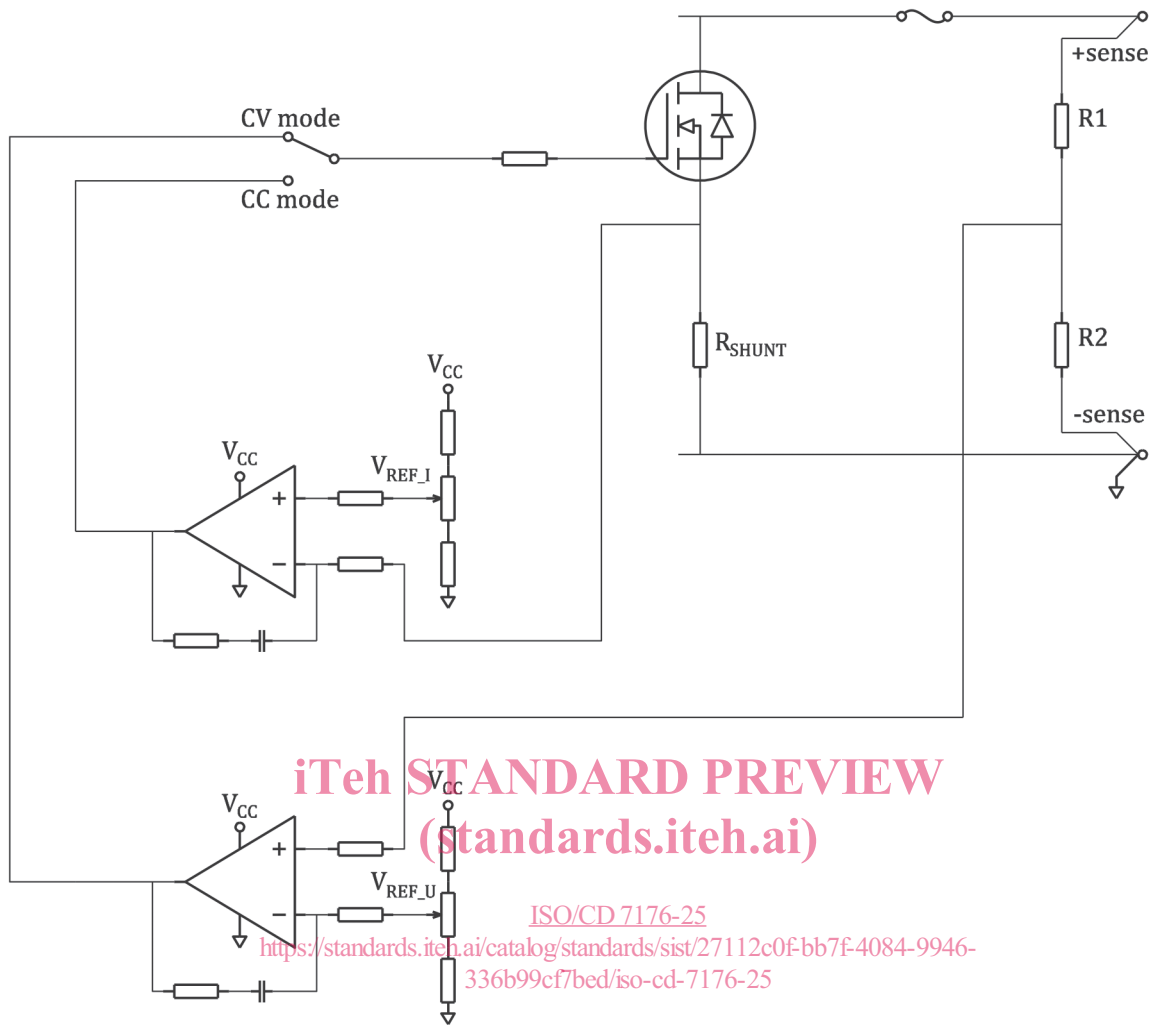 +sense
CV mode
R1
CC mode
R2
RSHUNT
VCC
-sense
VCC
VREF_I
+
−
iTeh STANDARD PREVIEW
VCC
VCC
(standards.iteh.ai)
+
VREF_U
−
ISO/CD 7176-25
https://standards.iteh.ai/catalog/standards/sist/27112c0f-bb7f-4084-9946-
336b99cf7bed/iso-cd-7176-25